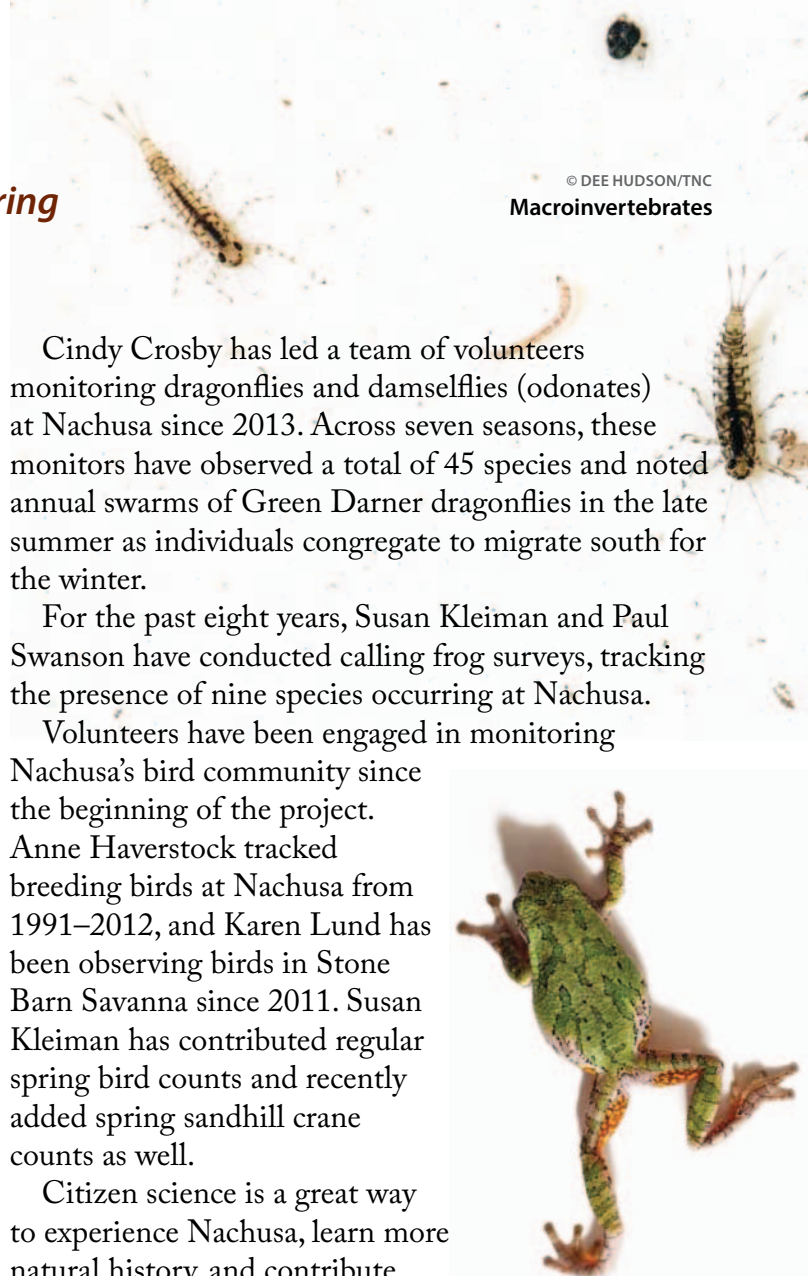 ring
© DEE HUDSON/TNC
Macroinvertebrates
Cindy Crosby has led a team of volunteers
monitoring dragonflies and damselflies (odonates)
at Nachusa since 2013. Across seven seasons, these
monitors have observed a total of 45 species and noted
annual swarms of Green Darner dragonflies in the late
summer as individuals congregate to migrate south for
the winter.
For the past eight years, Susan Kleiman and Paul
Swanson have conducted calling frog surveys, tracking
the presence of nine species occurring at Nachusa.
Volunteers have been engaged in monitoring
Nachusa's bird community since
the beginning of the project.
Anne Haverstock tracked
breeding birds at Nachusa from
1991–2012, and Karen Lund has
been observing birds in Stone
Barn Savanna since 2011. Susan
Kleiman has contributed regular
spring bird counts and recently
added spring sandhill crane
counts as well.
Citizen science is a great way
to experience Nachusa, learn more
natural history, and contribute